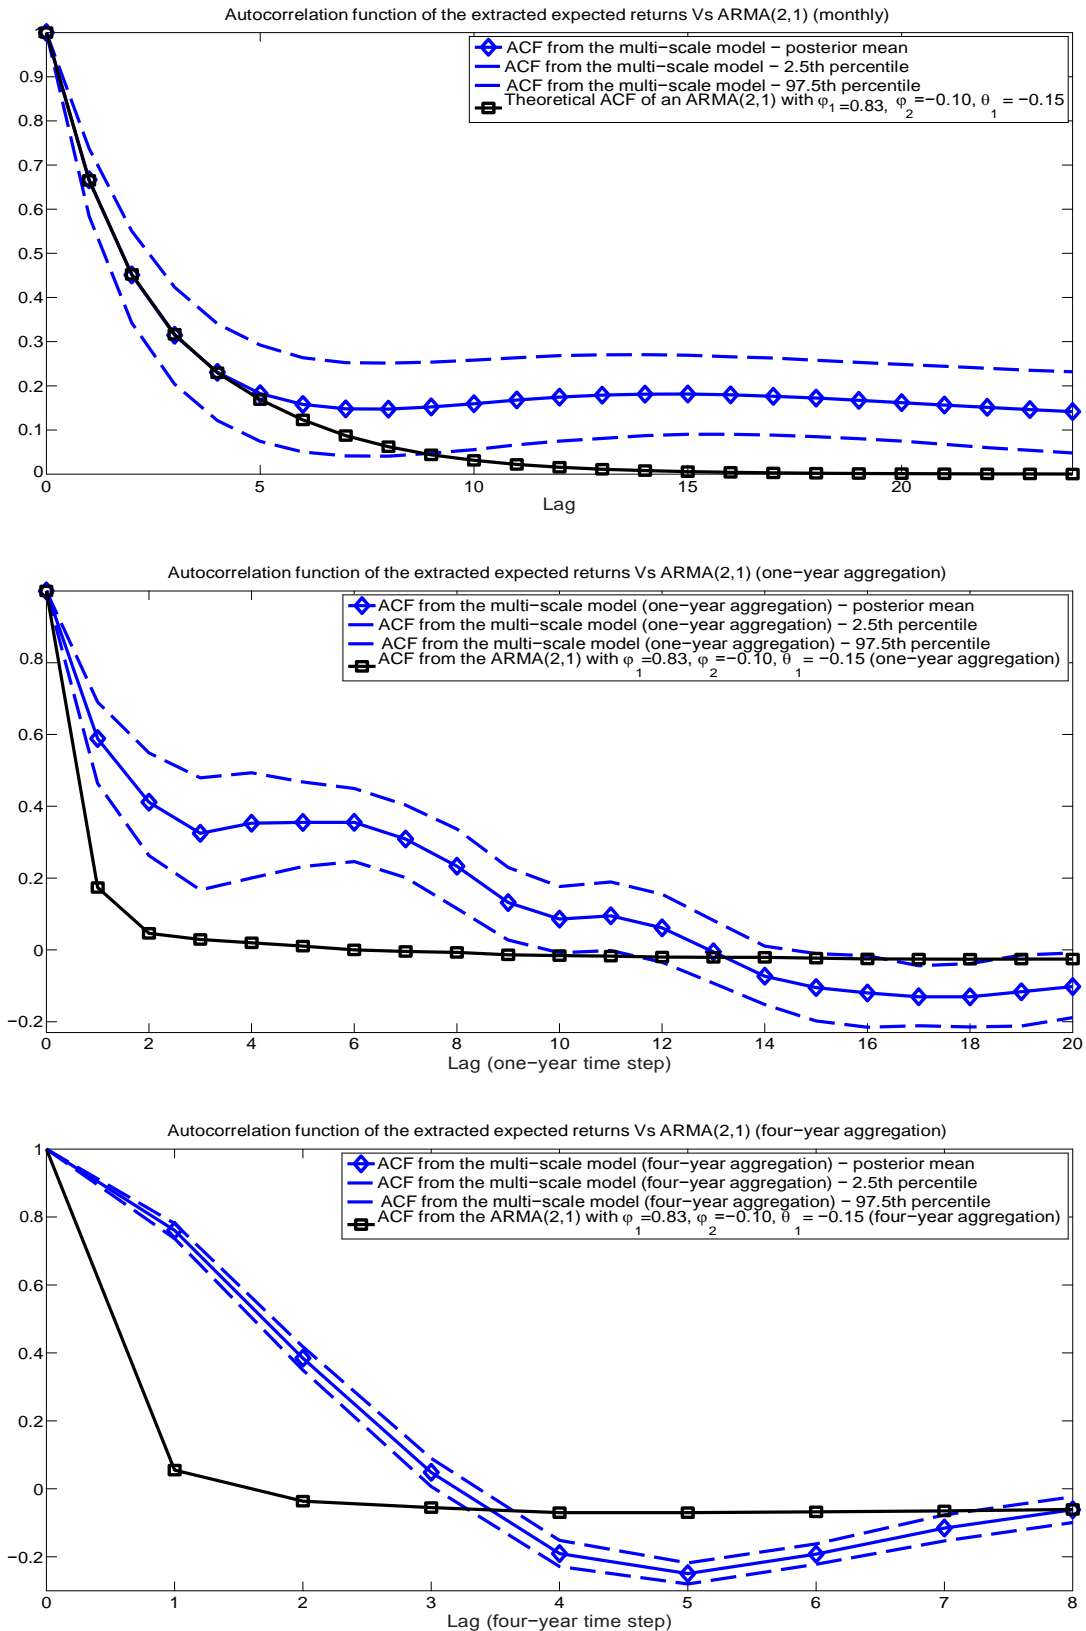 Autocorrelation function of the extracted expected returns Vs ARMA(2,1) (monthly)
1
ACF from the multi−scale model − posterior mean
0.9
ACF from the multi−scale model − 2.5th percentile
ACF from the multi−scale model − 97.5th percentile
Theoretical ACF of an ARMA(2,1) with φ1=0.83, φ2=−0.10, θ1 = −0.15
0.8
0.7
0.6
0.5
0.4
0.3
0.2
0.1
0
0 5 10 15 20
Lag
Autocorrelation function of the extracted expected returns Vs ARMA(2,1) (one−year aggregation)
ACF from the multi−scale model (one−year aggregation) − posterior mean
ACF from the multi−scale model (one−year aggregation) − 2.5th percentile
ACF from the multi−scale model (one−year aggregation) − 97.5th percentile
ACF from the ARMA(2,1) with φ1=0.83, φ2=−0.10, θ1 = −0.15 (one−year aggregation)
0.8
0.6
0.4
0.2
0
−0.2
0 2 4 6 8 10 12 14 16 18 20
Lag (one−year time step)
Autocorrelation function of the extracted expected returns Vs ARMA(2,1) (four−year aggregation)
1
ACF from the multi−scale model (four−year aggregation) − posterior mean
ACF from the multi−scale model (four−year aggregation) − 2.5th percentile
ACF from the multi−scale model (four−year aggregation) − 97.5th percentile
ACF from the ARMA(2,1) with φ1=0.83, φ2=−0.10, θ1 = −0.15 (four−year aggregation)
0.8
0.6
0.4
0.2
0
−0.2
0 1 2 3 4 5 6 7 8
Lag (four−year time step)